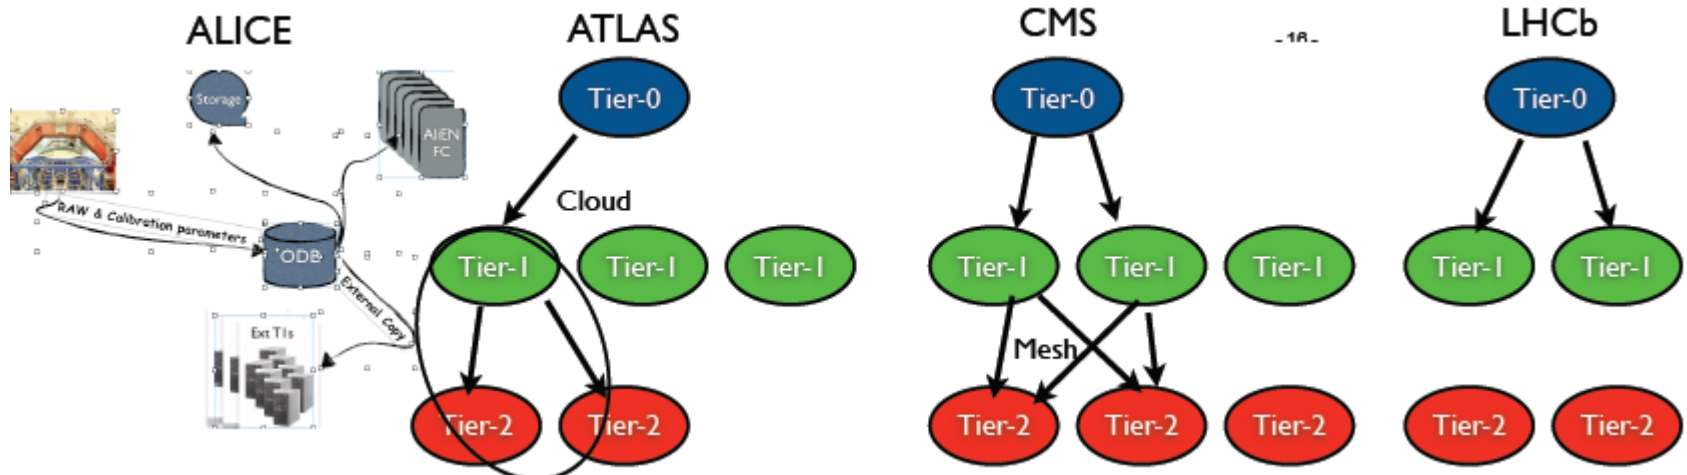 ALICE
Storage
AliEN
FC
RAW & Calibration parameters
ODB
External Copy
Ext T1s
ATLAS
Tier-0
Cloud
Tier-1 Tier-1 Tier-1
Tier-2 Tier-2
CMS
Tier-0
Tier-1 Tier-1 Tier-1
Mesh
Tier-2 Tier-2 Tier-2
LHCb
Tier-0
Tier-1 Tier-1
Tier-2 Tier-2